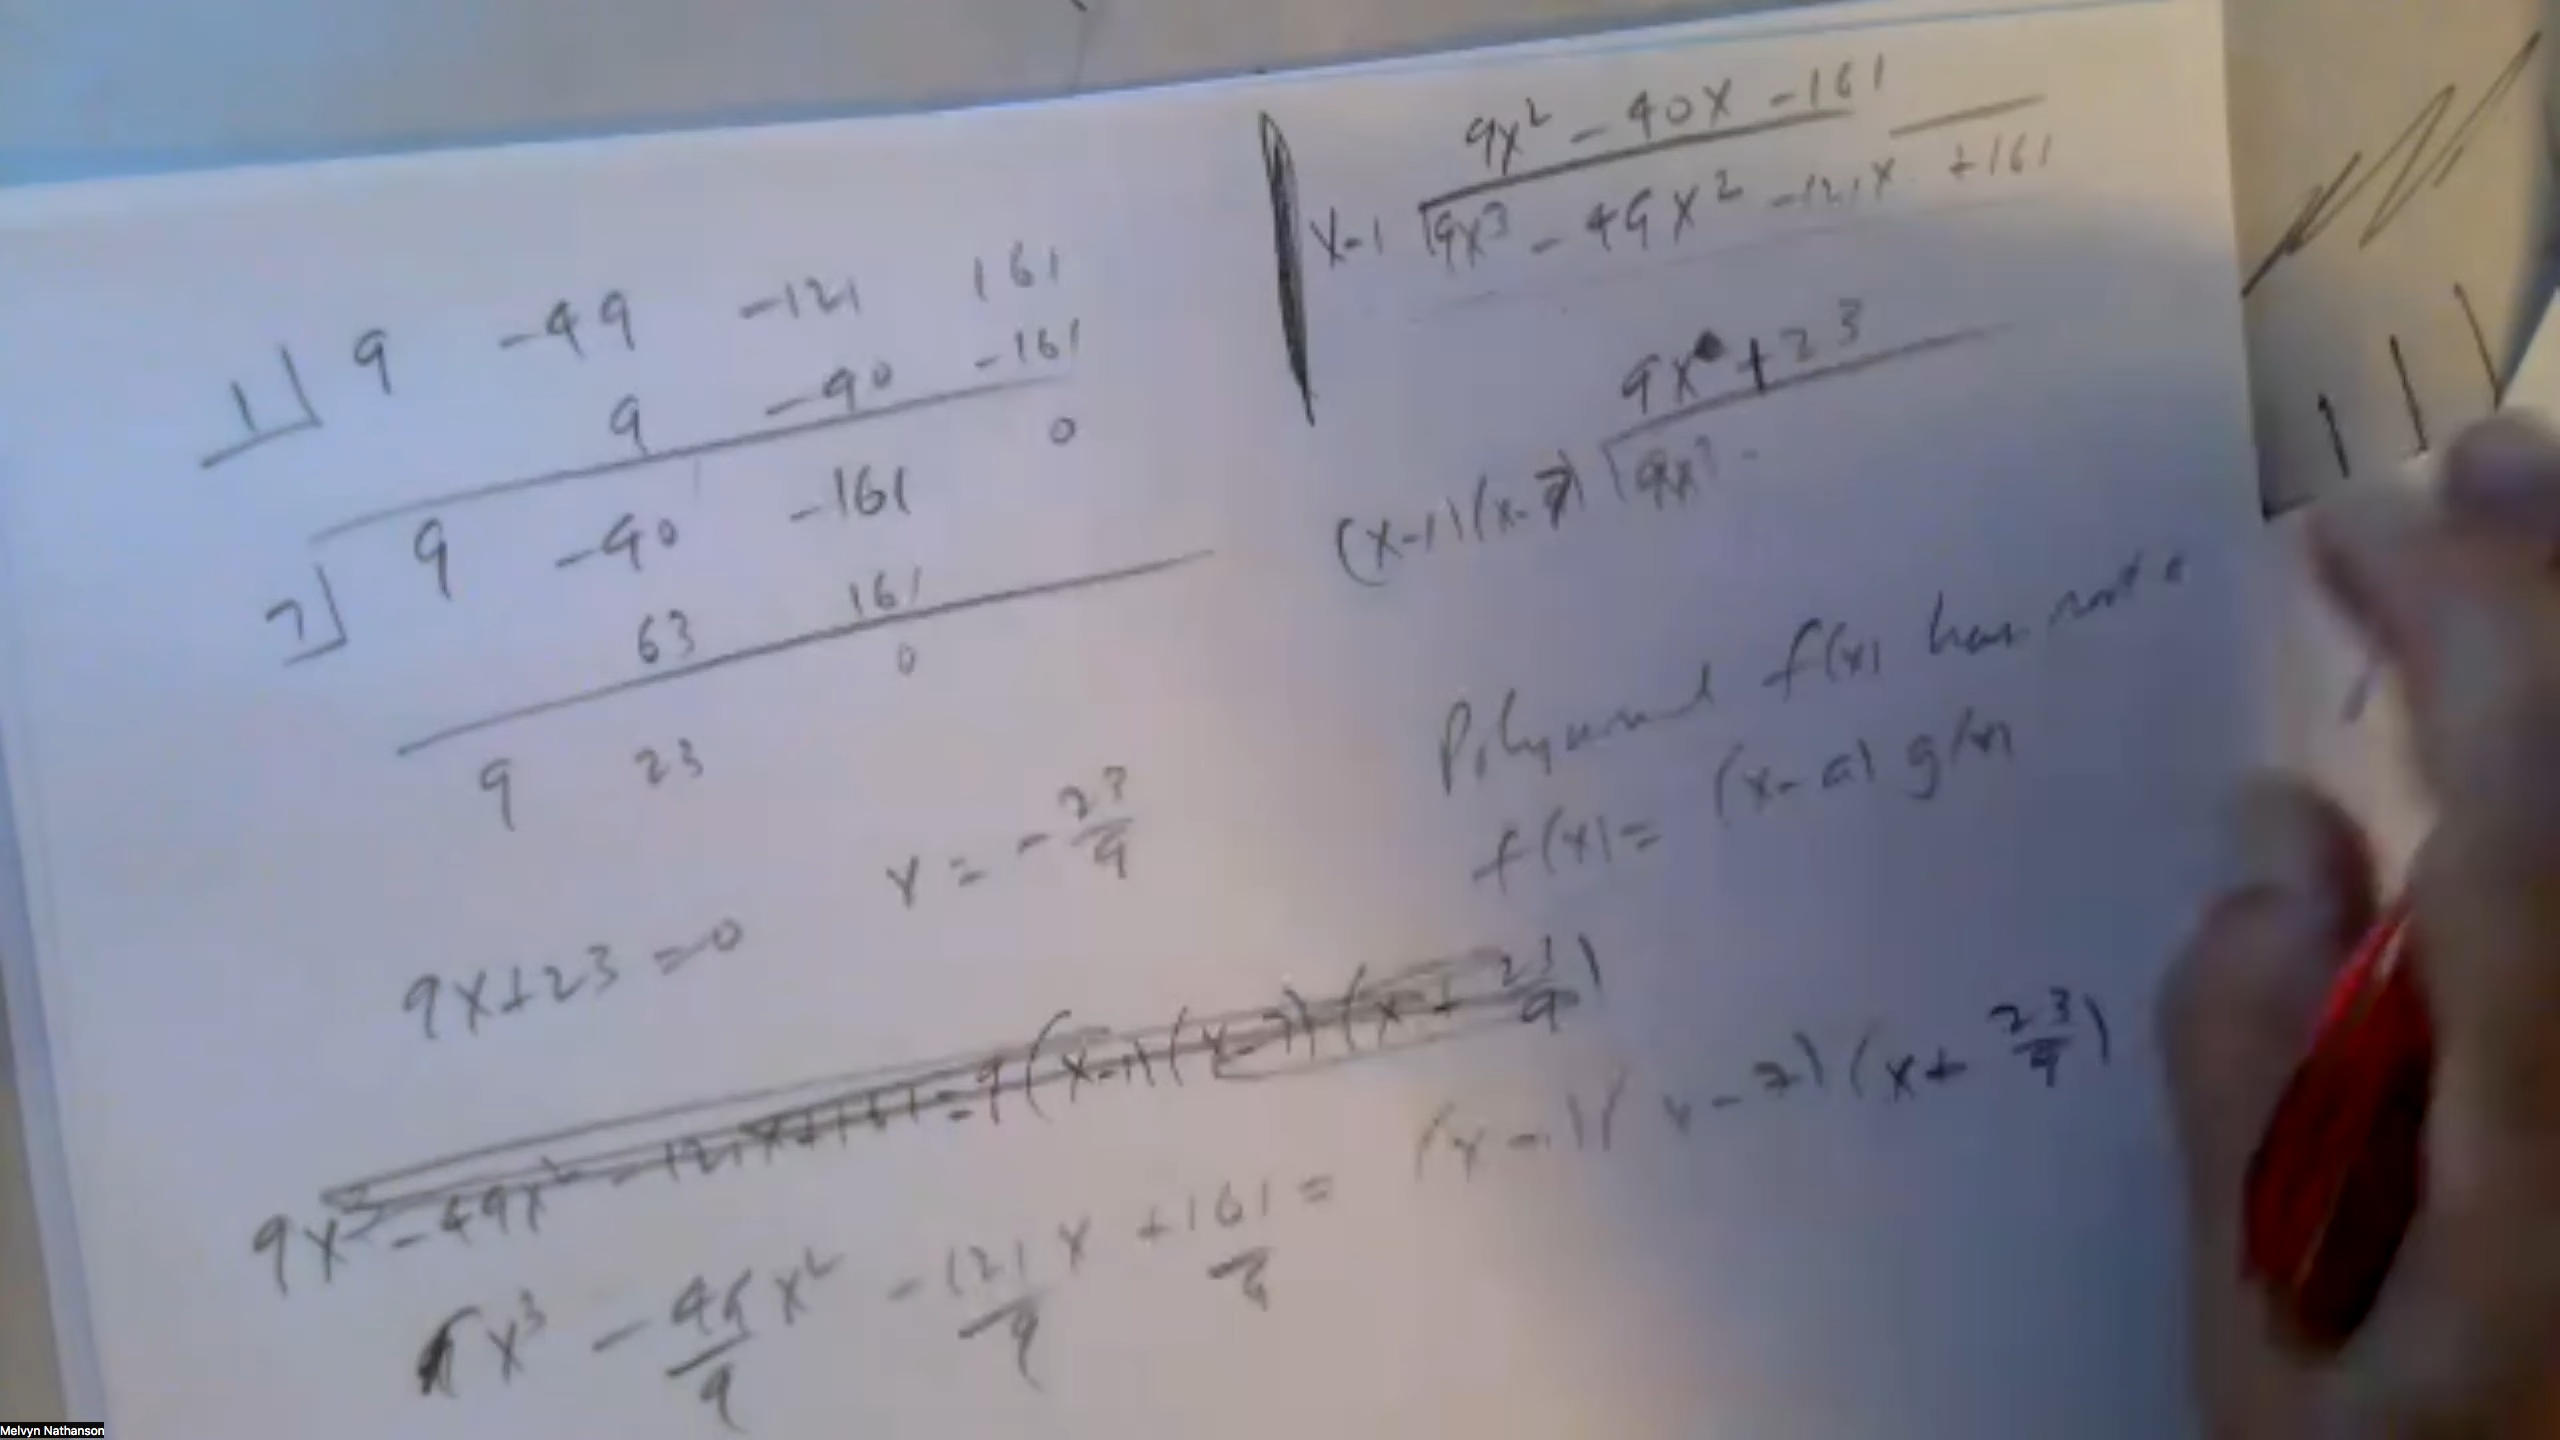 1| 9 -49 -121 161
9 -40 -161
9 -40 -161 0
7| 63 161
9 23 0
9x+23=0 x = -23/9
9x³-49x²-121x+161=9(x-1)(x-7)(x+23/9)
x³ - 49/9 x² - 121/9 x + 161/9 = (x-1)(x-7)(x+23/9)
9x² - 40x - 161
x-1 9x³ - 49x² -121x +161
9x + 23
(x-1)(x-7) 9x³ -
Polynomial f(x) has root a
f(x) = (x-a) g(x)
Melvyn Nathanson